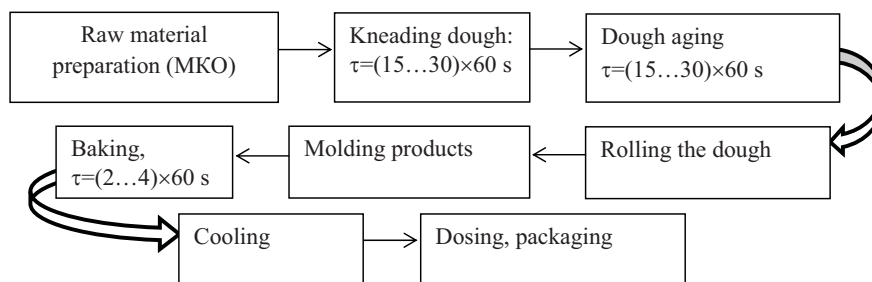 Raw material
preparation (МКО)
Kneading dough:
τ=(15…30)×60 s
Dough aging
τ=(15…30)×60 s
Rolling the dough
Molding products
Baking,
τ=(2…4)×60 s
Cooling
Dosing, packaging